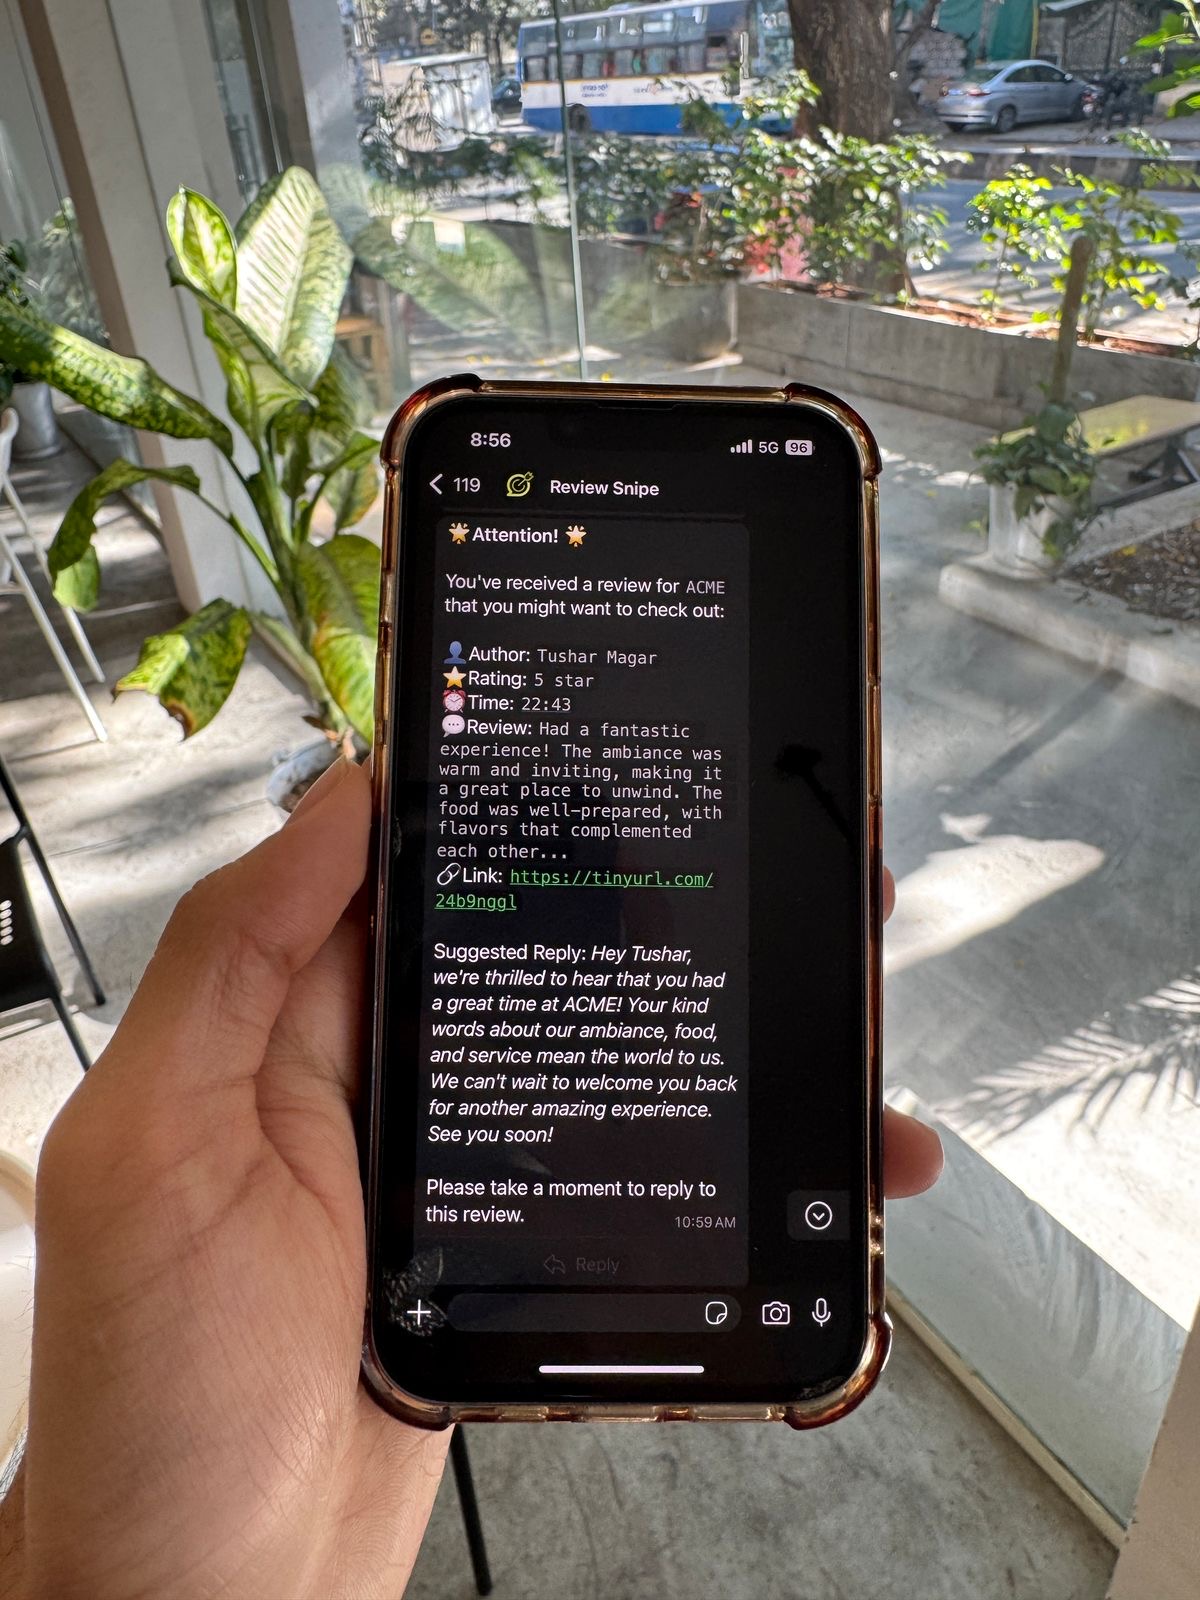 8:56
5G 96
119 Review Snipe
🌟Attention! 🌟
You've received a review for ACME
that you might want to check out:
👤Author: Tushar Magar
⭐Rating: 5 star
⏰Time: 22:43
💬Review: Had a fantastic
experience! The ambiance was
warm and inviting, making it
a great place to unwind. The
food was well-prepared, with
flavors that complemented
each other...
🔗Link: https://tinyurl.com/
24b9nggl
Suggested Reply: Hey Tushar,
we're thrilled to hear that you had
a great time at ACME! Your kind
words about our ambiance, food,
and service mean the world to us.
We can't wait to welcome you back
for another amazing experience.
See you soon!
Please take a moment to reply to
this review.
10:59 AM
Reply